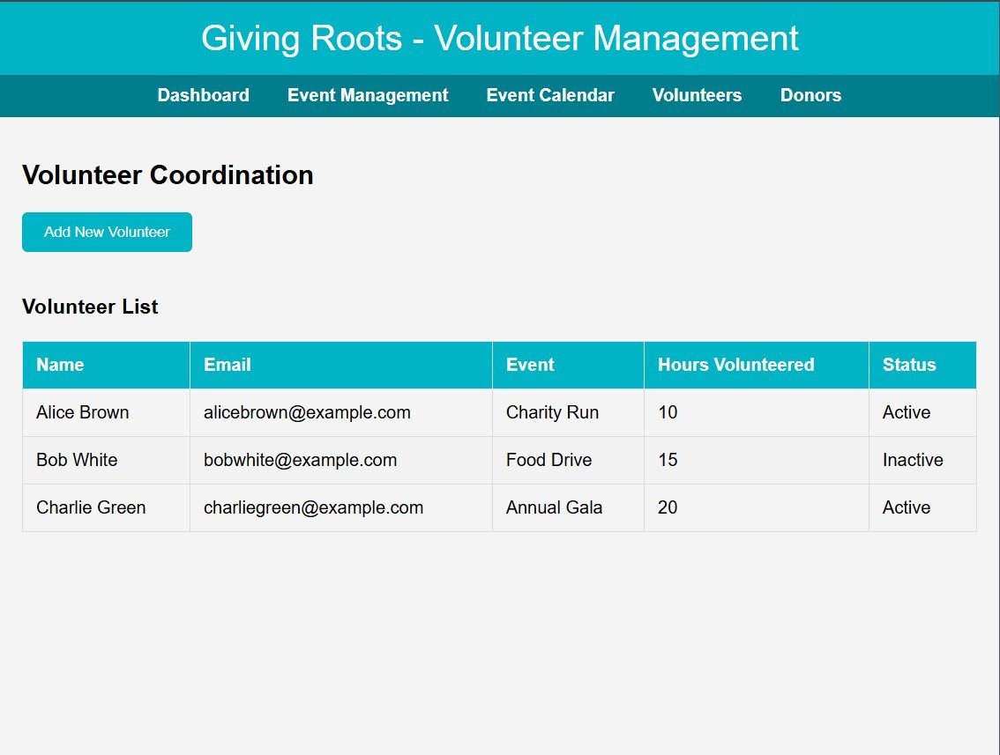 Giving Roots - Volunteer Management
Dashboard Event Management Event Calendar Volunteers Donors
Volunteer Coordination
Add New Volunteer
Volunteer List
Name Email Event Hours Volunteered Status
Alice Brown alicebrown@example.com Charity Run 10 Active
Bob White bobwhite@example.com Food Drive 15 Inactive
Charlie Green charliegreen@example.com Annual Gala 20 Active